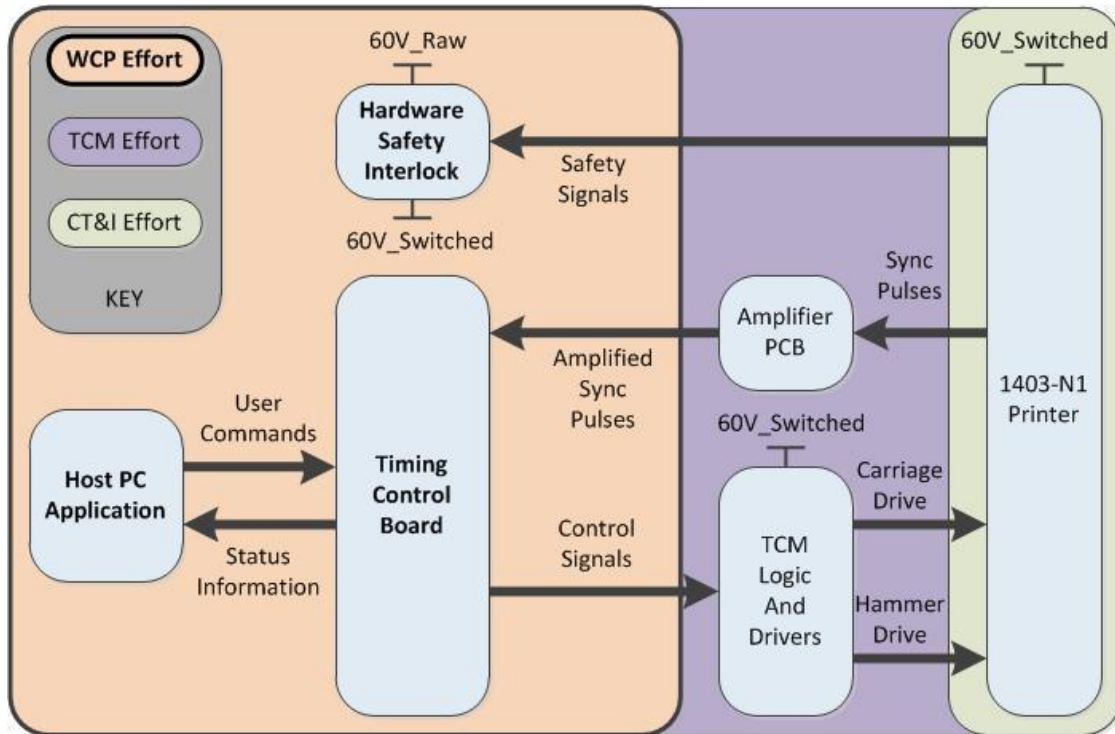 WCP Effort
TCM Effort
CT&I Effort
KEY
60V_Raw
Hardware
Safety
Interlock
60V_Switched
Safety
Signals
60V_Switched
1403-N1
Printer
Sync
Pulses
Amplifier
PCB
Amplified
Sync
Pulses
User
Commands
Host PC
Application
Status
Information
Timing
Control
Board
Control
Signals
60V_Switched
TCM
Logic
And
Drivers
Carriage
Drive
Hammer
Drive